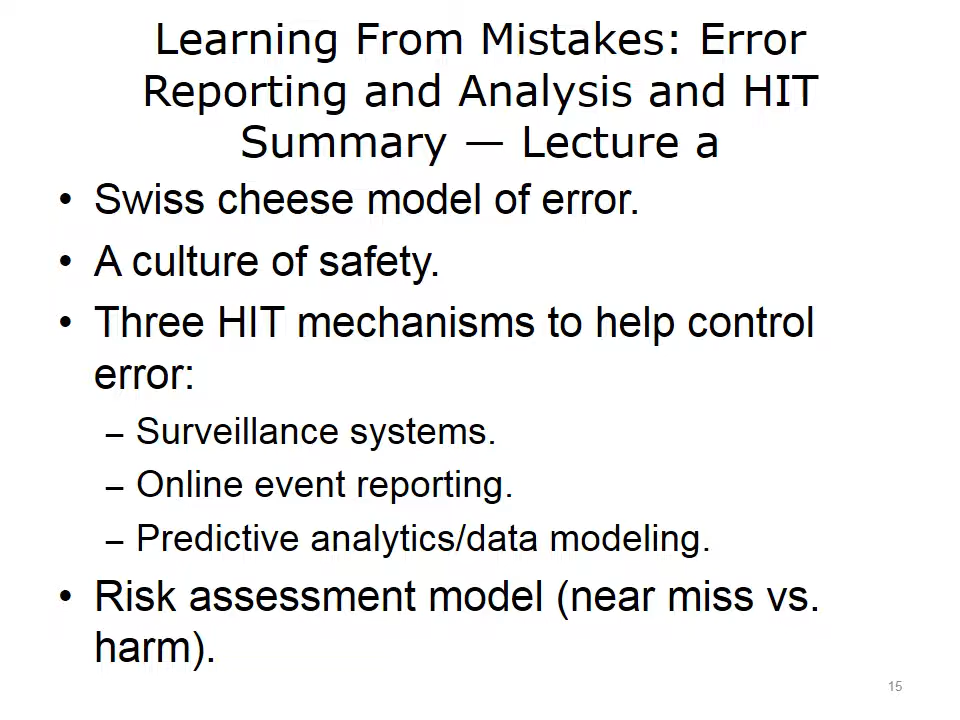 Learning From Mistakes: Error
Reporting and Analysis and HIT
Summary — Lecture a
• Swiss cheese model of error.
• A culture of safety.
• Three HIT mechanisms to help control
error:
– Surveillance systems.
– Online event reporting.
– Predictive analytics/data modeling.
• Risk assessment model (near miss vs.
harm).
15